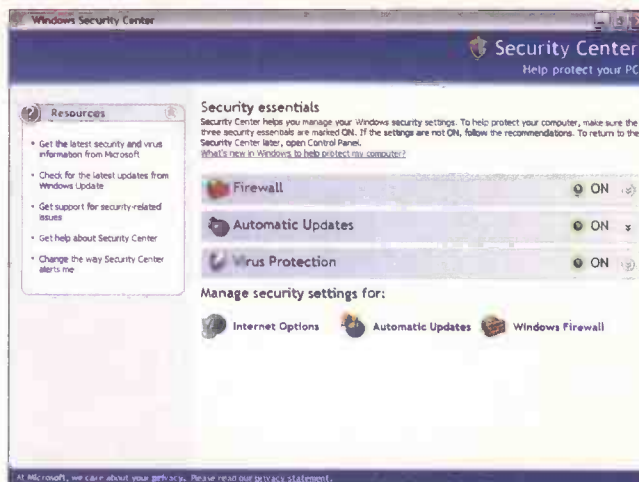 Windows Security Center
Security Center
Help protect your PC
Resources
• Get the latest security and virus
information from Microsoft
• Check for the latest updates from
Windows Update
• Get support for security-related
issues
• Get help about Security Center
• Change the way Security Center
alerts me
Security essentials
Security Center helps you manage your Windows security settings. To help protect your computer, make sure the
three security essentials are marked ON. If the settings are not ON, follow the recommendations. To return to the
Security Center later, open Control Panel.
What's new in Windows to help protect my computer?
Firewall ON
Automatic Updates ON
Virus Protection ON
Manage security settings for:
Internet Options Automatic Updates Windows Firewall
At Microsoft, we care about your privacy. Please read our privacy statement.